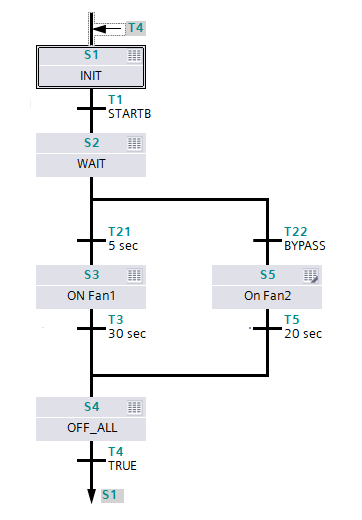 T4
S1
INIT
T1
STARTB
S2
WAIT
T21
5 sec
T22
BYPASS
S3
ON Fan1
S5
On Fan2
T3
30 sec
T5
20 sec
S4
OFF_ALL
T4
TRUE
S1